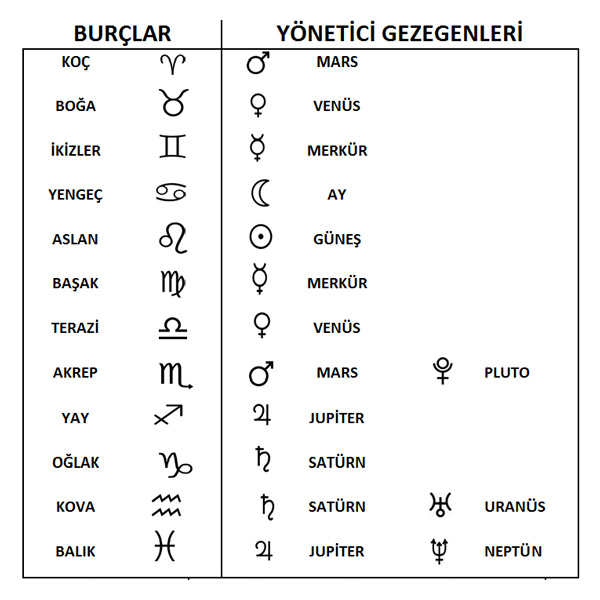 BURÇLAR YÖNETİCİ GEZEGENLERİ
KOÇ ♈ ♂ MARS
BOĞA ♉ ♀ VENÜS
İKİZLER ♊ ☿ MERKÜR
YENGEÇ ♋ ☾ AY
ASLAN ♌ ☉ GÜNEŞ
BAŞAK ♍ ☿ MERKÜR
TERAZİ ♎ ♀ VENÜS
AKREP ♏ ♂ MARS ⯓ PLUTO
YAY ♐ ♃ JUPİTER
OĞLAK ♑ ♄ SATÜRN
KOVA ♒ ♄ SATÜRN ♅ URANÜS
BALIK ♓ ♃ JUPİTER ♆ NEPTÜN